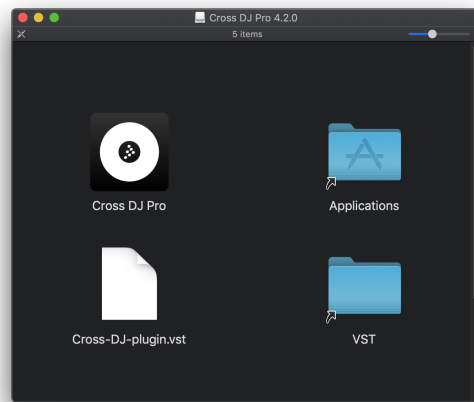 Cross DJ Pro 4.2.0
5 items
Cross DJ Pro
Applications
Cross-DJ-plugin.vst
VST